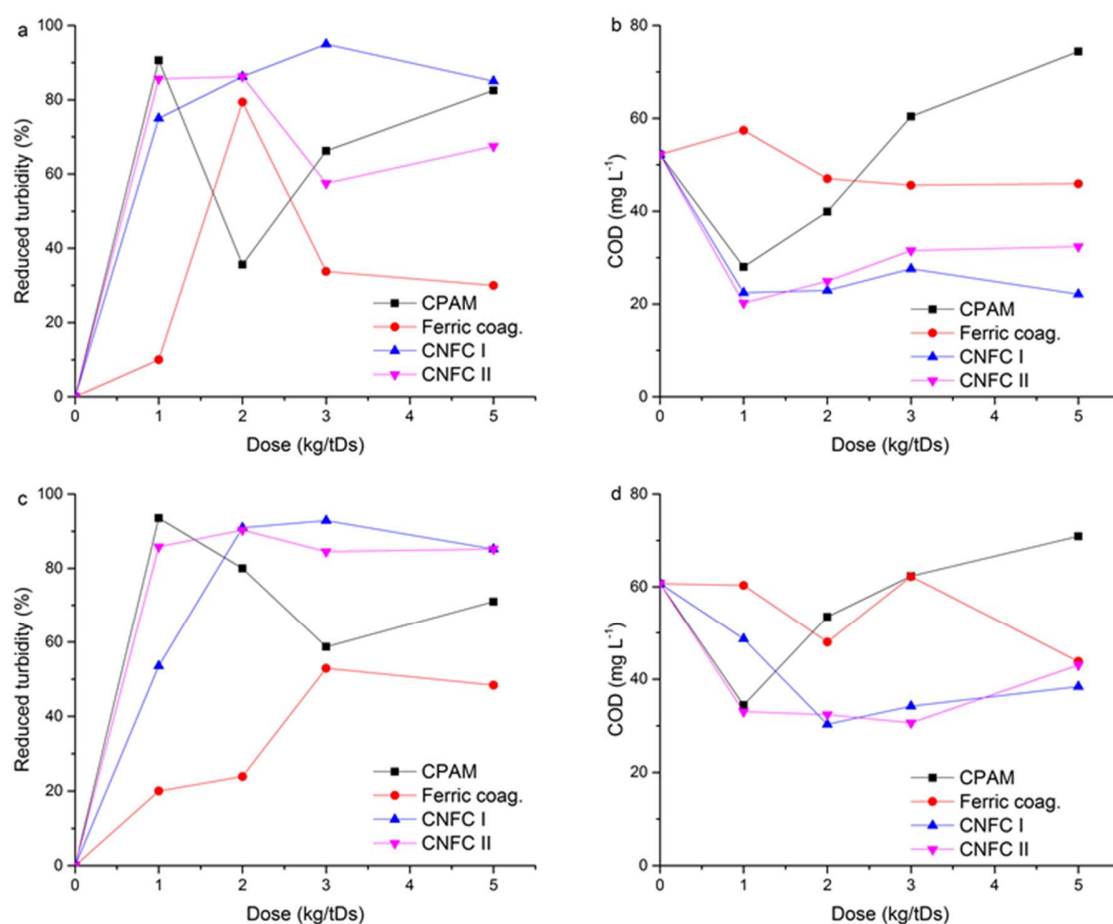 a
100
80
60
40
20
0
Reduced turbidity (%)
CPAM
Ferric coag.
CNFC I
CNFC II
0 1 2 3 4 5
Dose (kg/tDs)
b
80
60
40
20
0
COD (mg L⁻¹)
CPAM
Ferric coag.
CNFC I
CNFC II
0 1 2 3 4 5
Dose (kg/tDs)
c
100
80
60
40
20
0
Reduced turbidity (%)
CPAM
Ferric coag.
CNFC I
CNFC II
0 1 2 3 4 5
Dose (kg/tDs)
d
80
60
40
20
0
COD (mg L⁻¹)
CPAM
Ferric coag.
CNFC I
CNFC II
0 1 2 3 4 5
Dose (kg/tDs)